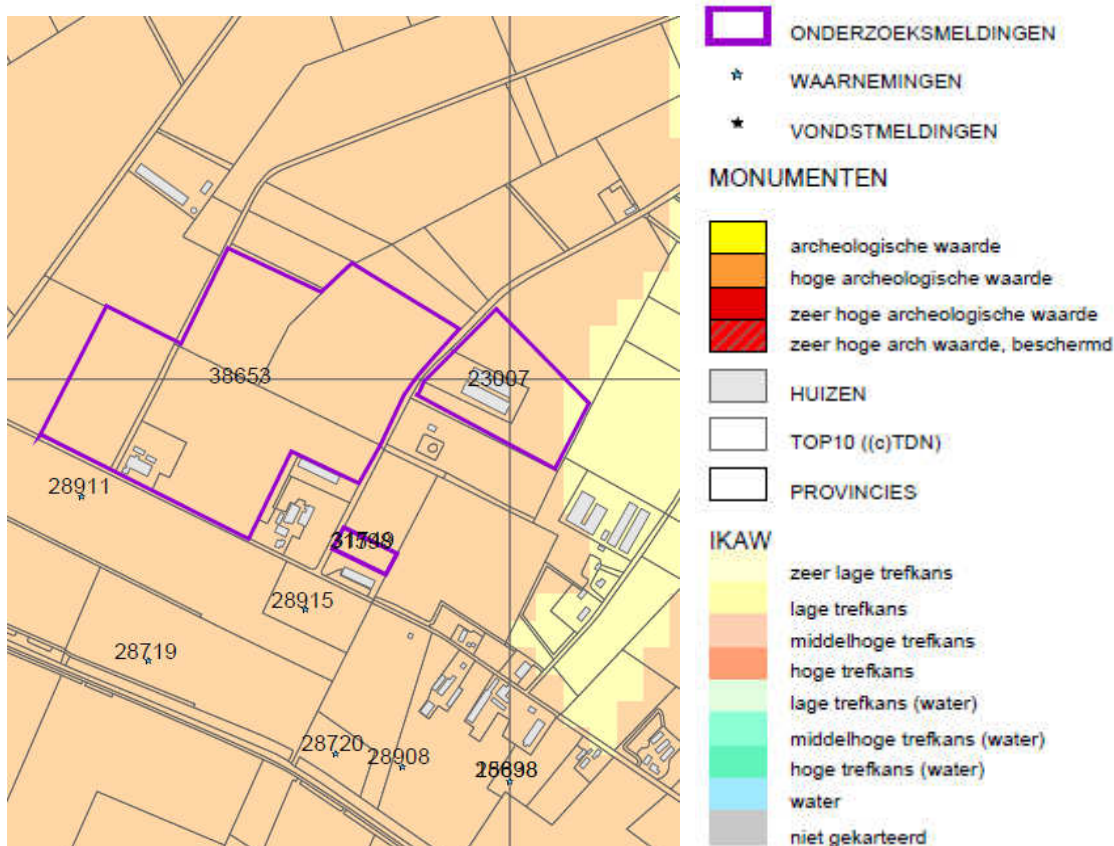 38653
23007
28911
28915
28719
28720
28908
ONDERZOEKSMELDINGEN
WAARNEMINGEN
VONDSTMELDINGEN
MONUMENTEN
archeologische waarde
hoge archeologische waarde
zeer hoge archeologische waarde
zeer hoge arch waarde, beschermd
HUIZEN
TOP10 ((c)TDN)
PROVINCIES
IKAW
zeer lage trefkans
lage trefkans
middelhoge trefkans
hoge trefkans
lage trefkans (water)
middelhoge trefkans (water)
hoge trefkans (water)
water
niet gekarteerd